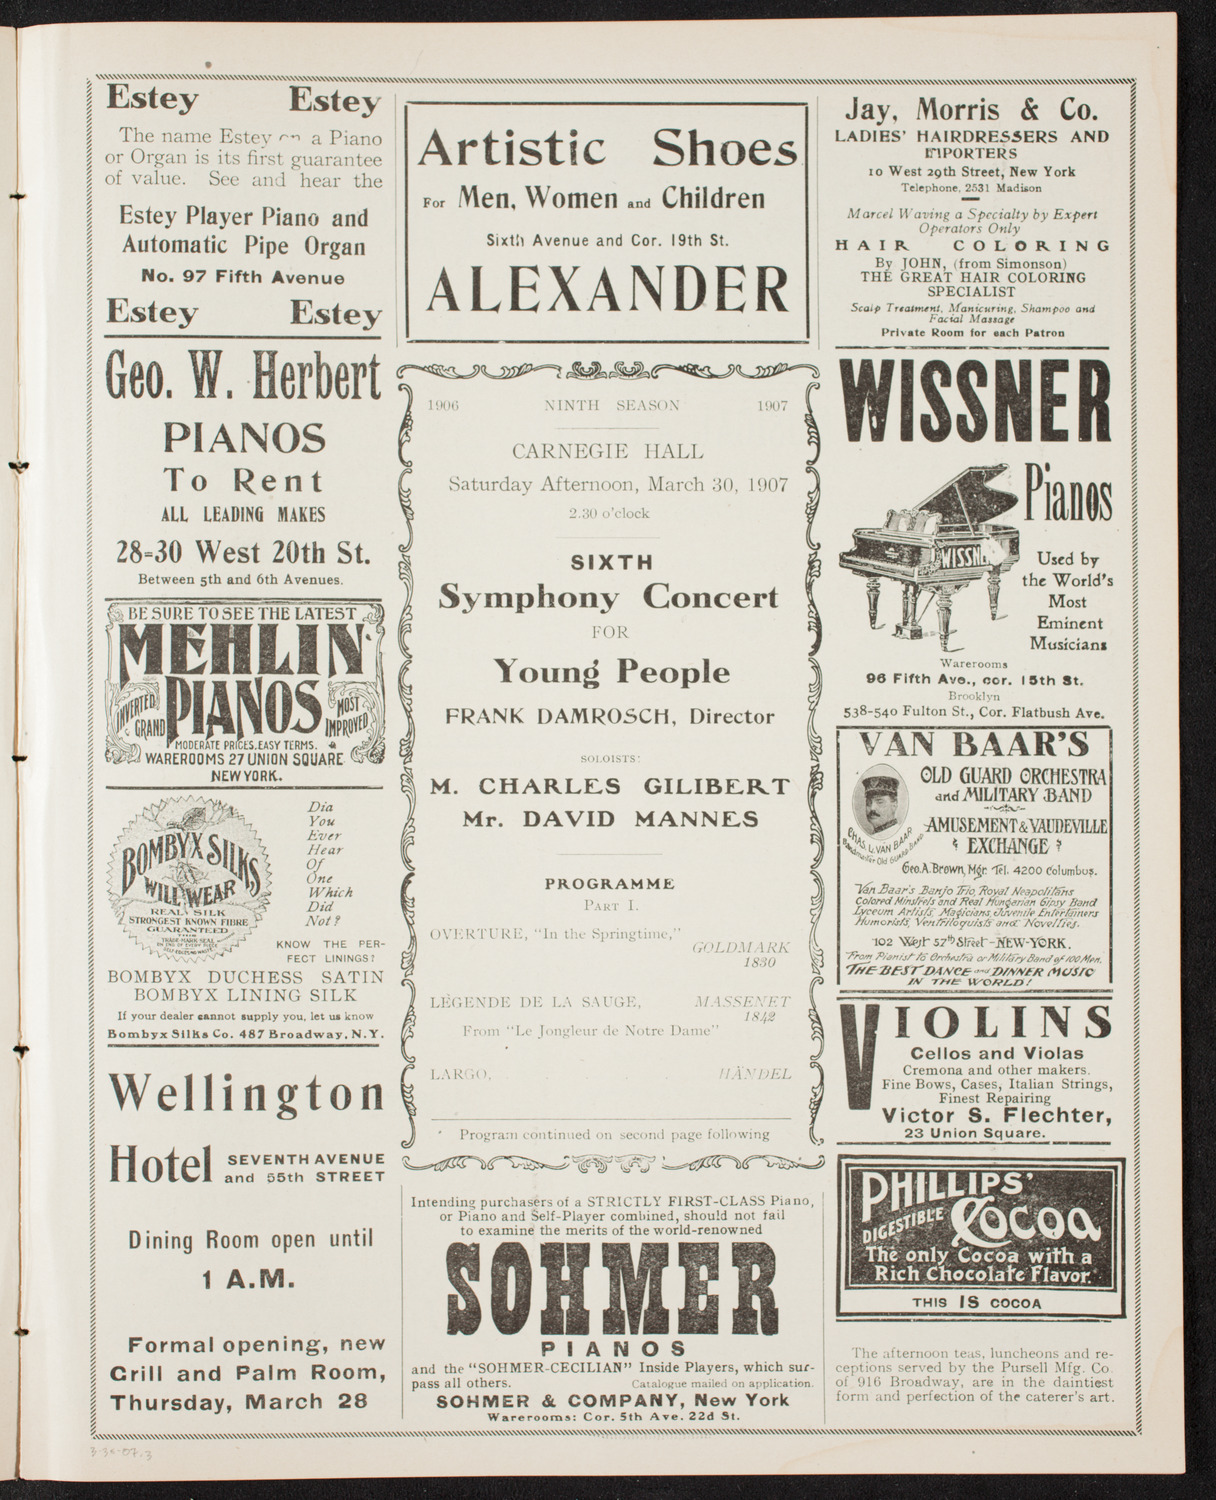 Estey Estey
The name Estey on a Piano
or Organ is its first guarantee
of value. See and hear the
Estey Player Piano and
Automatic Pipe Organ
No. 97 Fifth Avenue
Estey Estey
Geo. W. Herbert
PIANOS
To Rent
ALL LEADING MAKES
28=30 West 20th St.
Between 5th and 6th Avenues.
BE SURE TO SEE THE LATEST
MEHLIN
PIANOS
INVERTED
GRAND
MOST
IMPROVED
MODERATE PRICES. EASY TERMS.
WAREROOMS 27 UNION SQUARE
NEW YORK.
BOMBYX SILKS
WILL WEAR
REAL SILK
STRONGEST KNOWN FIBRE
GUARANTEED
Dia
You
Ever
Hear
Of
One
Which
Did
Not?
KNOW THE PER-
FECT LININGS?
BOMBYX DUCHESS SATIN
BOMBYX LINING SILK
If your dealer cannot supply you, let us know
Bombyx Silks Co. 487 Broadway, N.Y.
Wellington
Hotel SEVENTH AVENUE
and 55th STREET
Dining Room open until
1 A.M.
Formal opening, new
Grill and Palm Room,
Thursday, March 28
Artistic Shoes
For Men, Women and Children
Sixth Avenue and Cor. 19th St.
ALEXANDER
1906 NINTH SEASON 1907
CARNEGIE HALL
Saturday Afternoon, March 30, 1907
2.30 o'clock
SIXTH
Symphony Concert
FOR
Young People
FRANK DAMROSCH, Director
SOLOISTS:
M. CHARLES GILIBERT
Mr. DAVID MANNES
PROGRAMME
PART I.
OVERTURE, "In the Springtime,"
GOLDMARK
1830
LÉGENDE DE LA SAUGE, MASSENET
1842
From "Le Jongleur de Notre Dame"
LARGO, HÄNDEL
Program continued on second page following
Intending purchasers of a STRICTLY FIRST-CLASS Piano,
or Piano and Self-Player combined, should not fail
to examine the merits of the world-renowned
SOHMER
PIANOS
and the "SOHMER-CECILIAN" Inside Players, which sur-
pass all others. Catalogue mailed on application.
SOHMER & COMPANY, New York
Warerooms: Cor. 5th Ave. 22d St.
Jay, Morris & Co.
LADIES' HAIRDRESSERS AND
IMPORTERS
10 West 29th Street, New York
Telephone, 2531 Madison
Marcel Waving a Specialty by Expert
Operators Only
HAIR COLORING
By JOHN, (from Simonson)
THE GREAT HAIR COLORING
SPECIALIST
Scalp Treatment, Manicuring, Shampoo and
Facial Massage
Private Room for each Patron
WISSNER
Pianos
WISSNER
Used by
the World's
Most
Eminent
Musicians
Warerooms
96 Fifth Ave., cor. 15th St.
Brooklyn
538-540 Fulton St., Cor. Flatbush Ave.
VAN BAAR'S
OLD GUARD ORCHESTRA
and MILITARY BAND
AMUSEMENT & VAUDEVILLE
EXCHANGE
CHAS. L. VAN BAAR
Bandmaster Old Guard Band
Geo. A. Brown, Mgr. Tel. 4200 Columbus.
Van Baar's Banjo Trio, Royal Neapolitans
Colored Minstrels and Real Hungarian Gipsy Band
Lyceum Artists, Magicians, Juvenile Entertainers
Humorists, Ventriloquists and Novelties.
102 West 57th Street - NEW-YORK.
From Pianist to Orchestra or Military Band of 100 Men.
THE BEST DANCE and DINNER MUSIC
IN THE WORLD!
VIOLINS
Cellos and Violas
Cremona and other makers.
Fine Bows, Cases, Italian Strings,
Finest Repairing
Victor S. Flechter,
23 Union Square.
PHILLIPS'
DIGESTIBLE Cocoa
The only Cocoa with a
Rich Chocolate Flavor.
THIS IS COCOA
The afternoon teas, luncheons and re-
ceptions served by the Pursell Mfg. Co.
of 916 Broadway, are in the daintiest
form and perfection of the caterer's art.
3-30-07.3